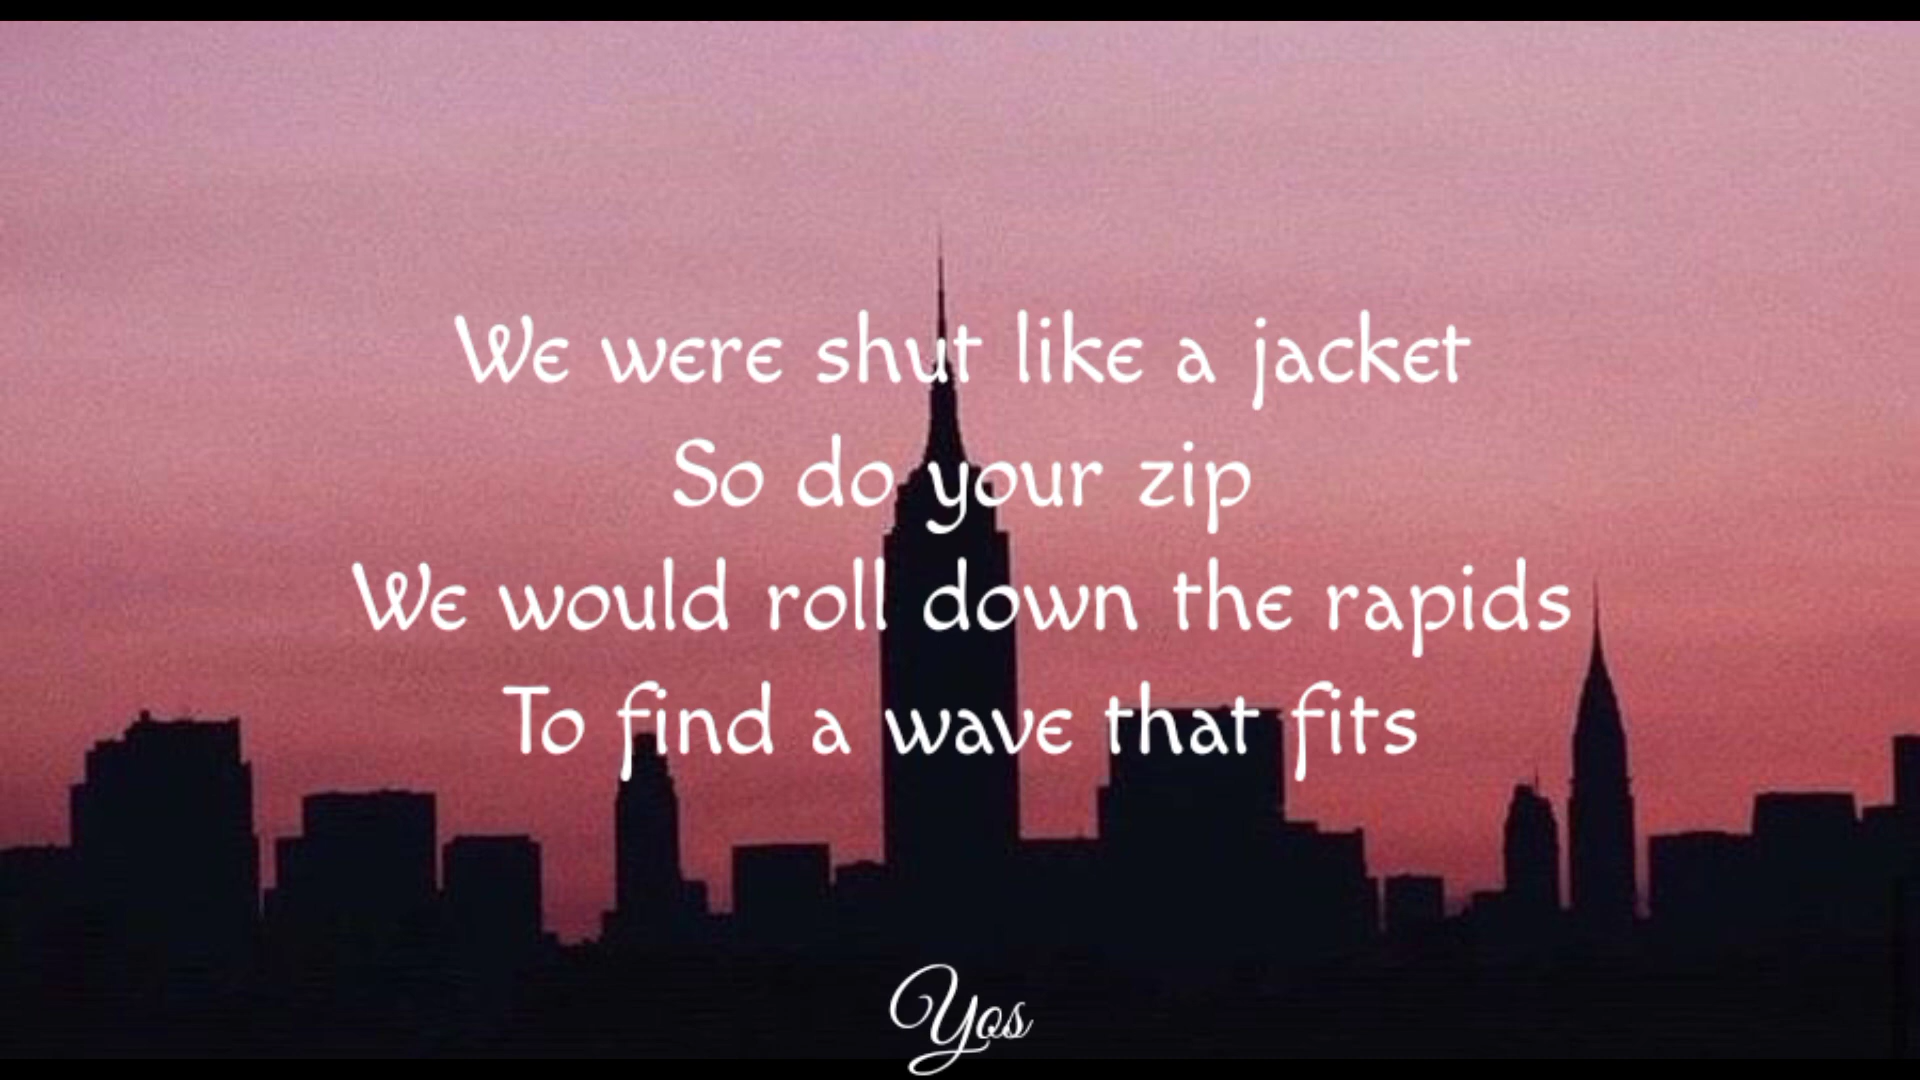 We were shut like a jacket
So do your zip
We would roll down the rapids
To find a wave that fits
Yos